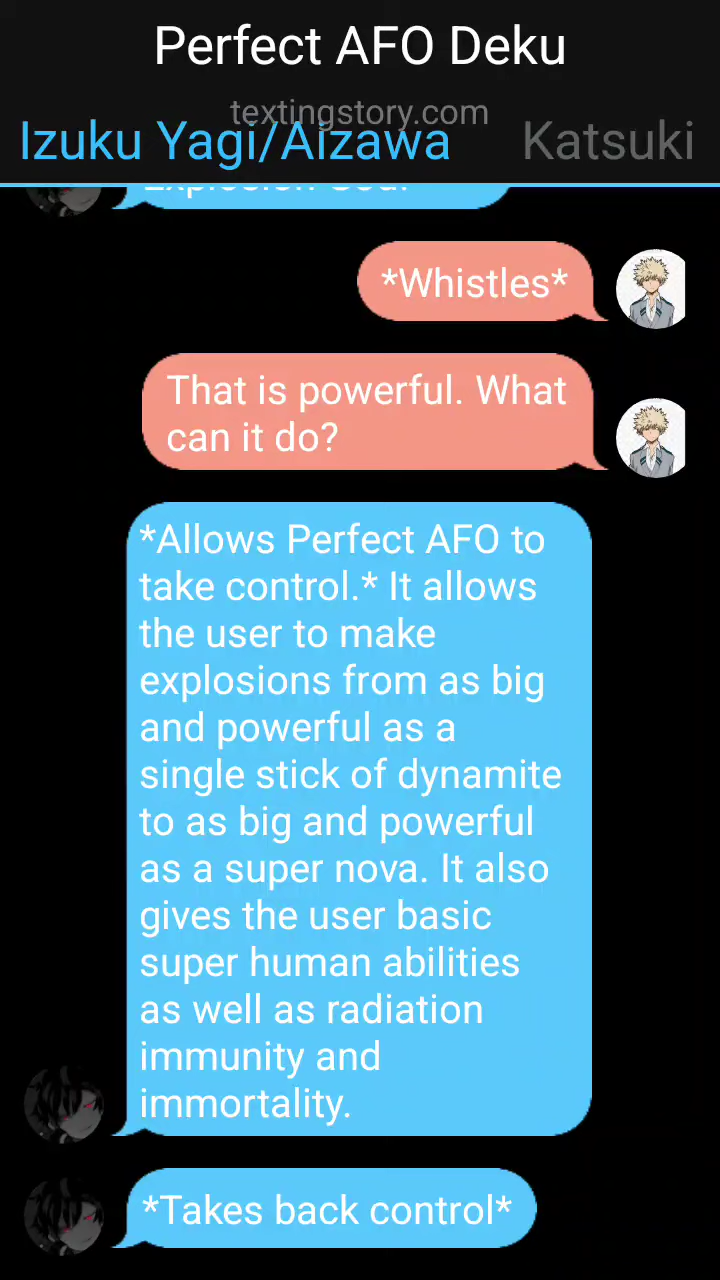 Perfect AFO Deku
textingstory.com
Izuku Yagi/Aizawa
Katsuki
*Whistles*
That is powerful. What
can it do?
*Allows Perfect AFO to
take control.* It allows
the user to make
explosions from as big
and powerful as a
single stick of dynamite
to as big and powerful
as a super nova. It also
gives the user basic
super human abilities
as well as radiation
immunity and
immortality.
*Takes back control*